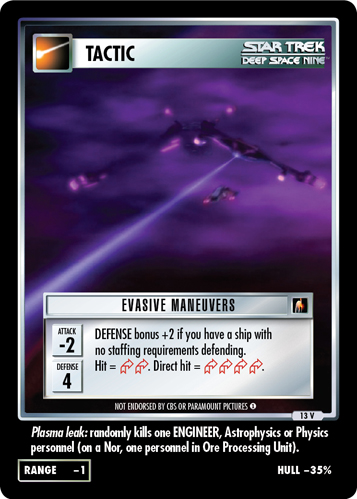 TACTIC
STAR TREK
DEEP SPACE NINE
EVASIVE MANEUVERS
ATTACK
-2
DEFENSE
4
DEFENSE bonus +2 if you have a ship with
no staffing requirements defending.
Hit = . Direct hit = .
NOT ENDORSED BY CBS OR PARAMOUNT PICTURES
13 V
Plasma leak: randomly kills one ENGINEER, Astrophysics or Physics
personnel (on a Nor, one personnel in Ore Processing Unit).
RANGE -1
HULL -35%